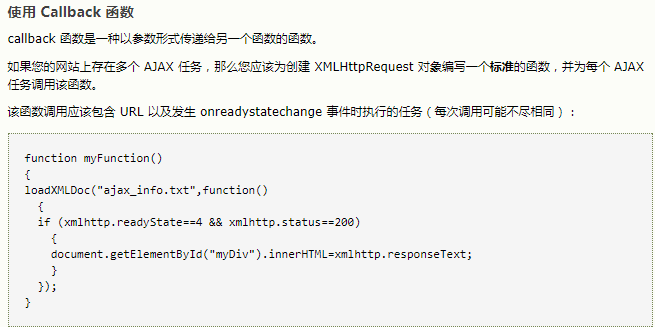 使用 Callback 函数
callback 函数是一种以参数形式传递给另一个函数的函数。
如果您的网站上存在多个 AJAX 任务，那么您应该为创建 XMLHttpRequest 对象编写一个标准的函数，并为每个 AJAX
任务调用该函数。
该函数调用应该包含 URL 以及发生 onreadystatechange 事件时执行的任务（每次调用可能不尽相同）：
function myFunction()
{
loadXMLDoc("ajax_info.txt",function()
  {
  if (xmlhttp.readyState==4 && xmlhttp.status==200)
    {
    document.getElementById("myDiv").innerHTML=xmlhttp.responseText;
    }
  });
}